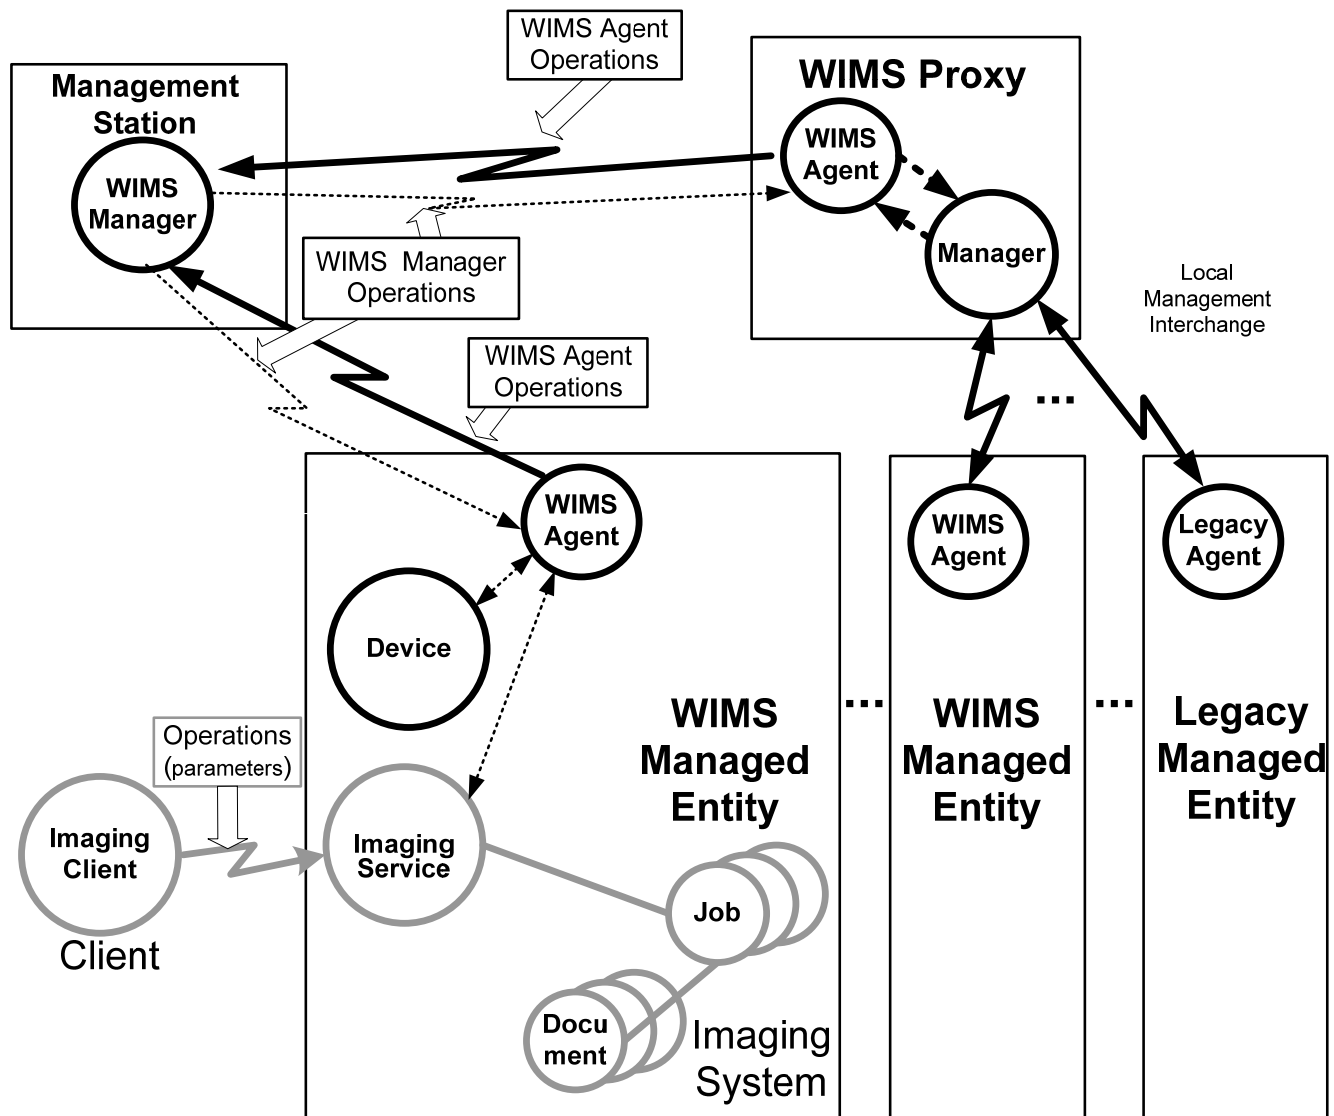 WIMS Agent
Operations
Management
Station
WIMS
Manager
WIMS Proxy
WIMS
Agent
Manager
WIMS  Manager
Operations
Local
Management
Interchange
WIMS Agent
Operations
...
WIMS
Agent
WIMS
Agent
Legacy
Agent
Device
WIMS
Managed
Entity
...
WIMS
Managed
Entity
...
Legacy
Managed
Entity
Operations
(parameters)
Imaging
Client
Client
Imaging
Service
Job
Docu
ment
Imaging
System